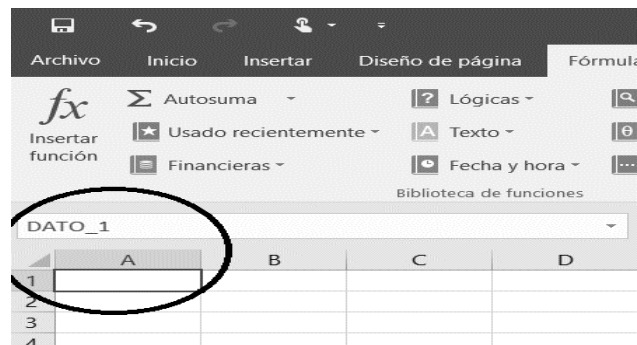 Archivo Inicio Insertar Diseño de página Fórmula
fx Insertar función
Σ Autosuma
Usado recientemente
Financieras
? Lógicas
A Texto
Fecha y hora
θ
Biblioteca de funciones
DATO_1
A B C D
1
2
3
4